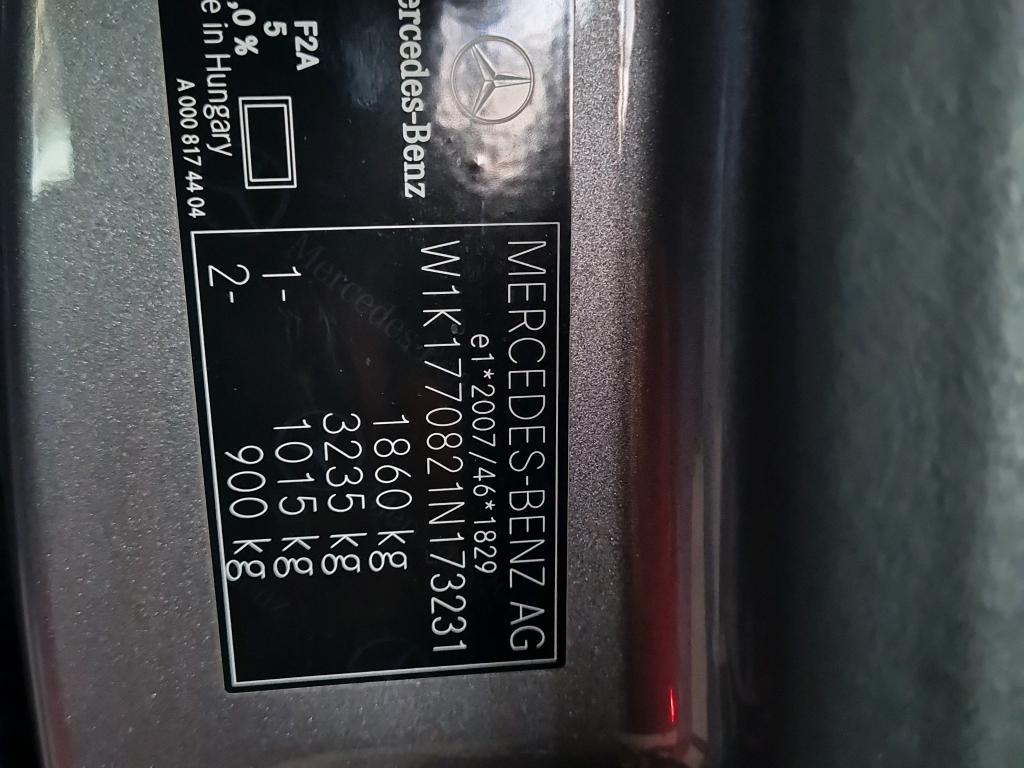 MERCEDES-BENZ AG
e1*2007/46*1829
W1K1770821N173231
1860 kg
3235 kg
1- 1015 kg
2- 900 kg
Mercedes-Benz
F2A
5
,0 %
in Hungary
A 000 817 44 04